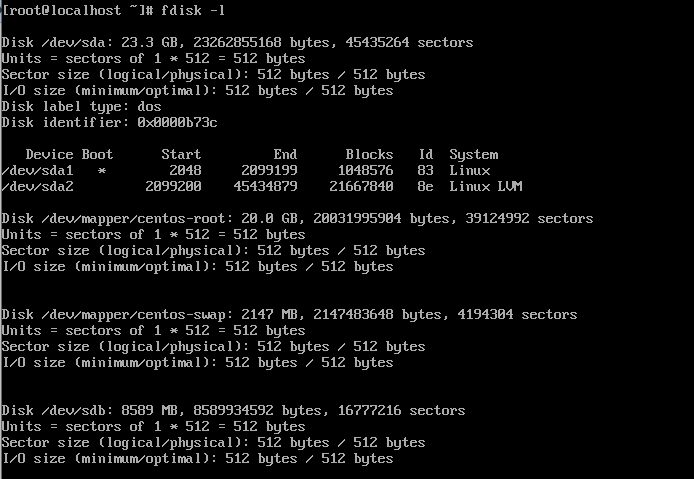 [root@localhost ~]# fdisk -l
Disk /dev/sda: 23.3 GB, 23262855168 bytes, 45435264 sectors
Units = sectors of 1 * 512 = 512 bytes
Sector size (logical/physical): 512 bytes / 512 bytes
I/O size (minimum/optimal): 512 bytes / 512 bytes
Disk label type: dos
Disk identifier: 0x0000b73c
Device Boot Start End Blocks Id System
/dev/sda1 * 2048 2099199 1048576 83 Linux
/dev/sda2 2099200 45434879 21667840 8e Linux LVM
Disk /dev/mapper/centos-root: 20.0 GB, 20031995904 bytes, 39124992 sectors
Units = sectors of 1 * 512 = 512 bytes
Sector size (logical/physical): 512 bytes / 512 bytes
I/O size (minimum/optimal): 512 bytes / 512 bytes
Disk /dev/mapper/centos-swap: 2147 MB, 2147483648 bytes, 4194304 sectors
Units = sectors of 1 * 512 = 512 bytes
Sector size (logical/physical): 512 bytes / 512 bytes
I/O size (minimum/optimal): 512 bytes / 512 bytes
Disk /dev/sdb: 8589 MB, 8589934592 bytes, 16777216 sectors
Units = sectors of 1 * 512 = 512 bytes
Sector size (logical/physical): 512 bytes / 512 bytes
I/O size (minimum/optimal): 512 bytes / 512 bytes